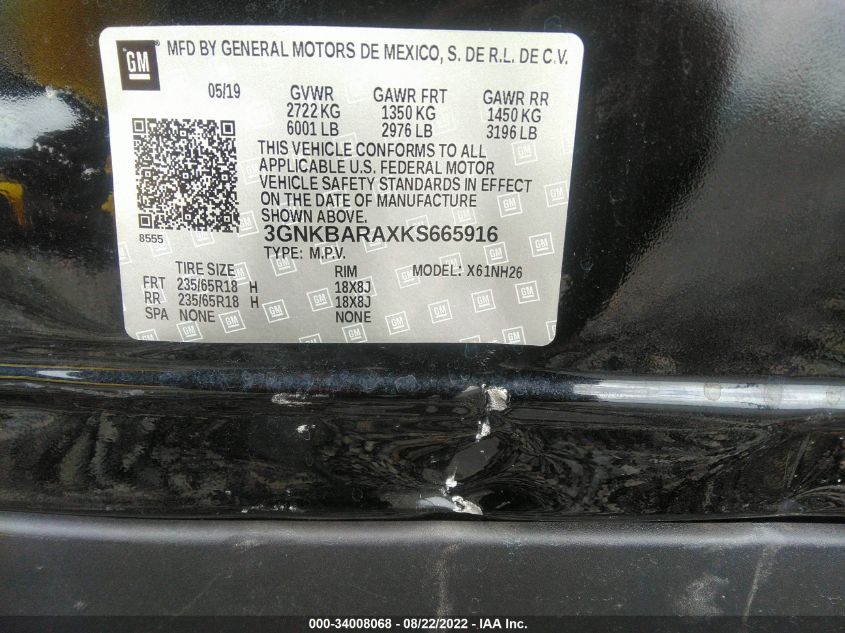 GM
MFD BY GENERAL MOTORS DE MEXICO, S. DE R.L. DE C.V.
05/19 GVWR GAWR FRT GAWR RR
2722 KG 1350 KG 1450 KG
6001 LB 2976 LB 3196 LB
THIS VEHICLE CONFORMS TO ALL
APPLICABLE U.S. FEDERAL MOTOR
VEHICLE SAFETY STANDARDS IN EFFECT
ON THE DATE OF MANUFACTURE
SHOWN ABOVE.
8555
3GNKBARAXKS665916
TYPE: M.P.V.
TIRE SIZE RIM MODEL: X61NH26
FRT 235/65R18 H 18X8J
RR 235/65R18 H 18X8J
SPA NONE NONE
000-34008068 - 08/22/2022 - IAA Inc.